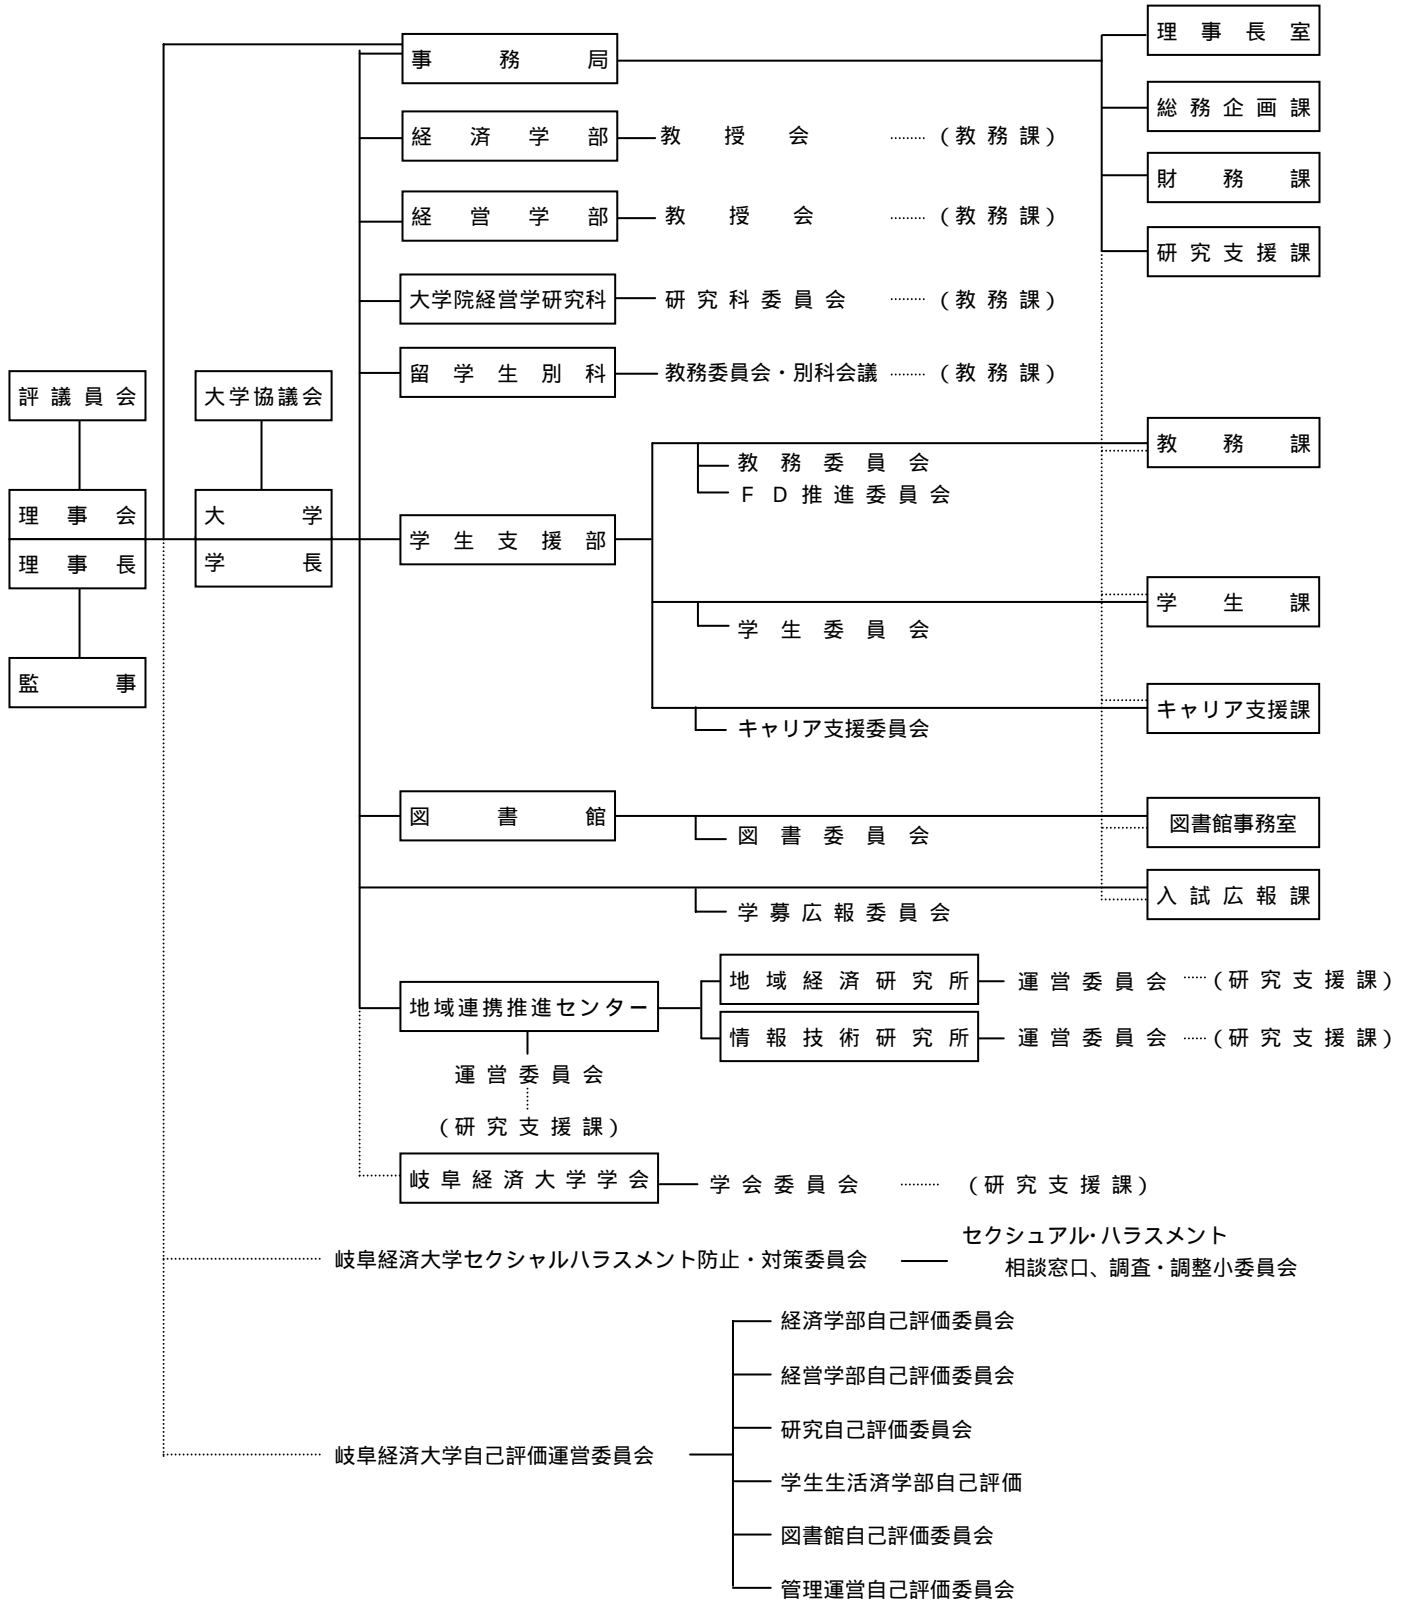 理事長室
事務局
総務企画課
経済学部 教授会 ……… (教務課)
財務課
経営学部 教授会 ……… (教務課)
研究支援課
大学院経営学研究科 研究科委員会 ……… (教務課)
留学生別科 教務委員会・別科会議 ……… (教務課)
評議員会 大学協議会
教務課
教務委員会
FD推進委員会
理事会 大学
学生支援部
理事長 学長
学生課
学生委員会
監事
キャリア支援課
キャリア支援委員会
図書館 図書館事務室
図書委員会
入試広報課
学募広報委員会
地域経済研究所 運営委員会 ……(研究支援課)
地域連携推進センター
情報技術研究所 運営委員会 ……(研究支援課)
運営委員会
(研究支援課)
岐阜経済大学学会 学会委員会 ……… (研究支援課)
セクシュアル・ハラスメント
岐阜経済大学セクシャルハラスメント防止・対策委員会
相談窓口、調査・調整小委員会
経済学部自己評価委員会
経営学部自己評価委員会
研究自己評価委員会
岐阜経済大学自己評価運営委員会
学生生活済学部自己評価
図書館自己評価委員会
管理運営自己評価委員会